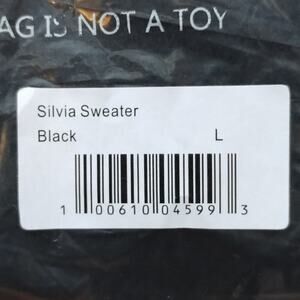 AG IS NOT A TOY
Silvia Sweater
Black L
1 00610 04599 3